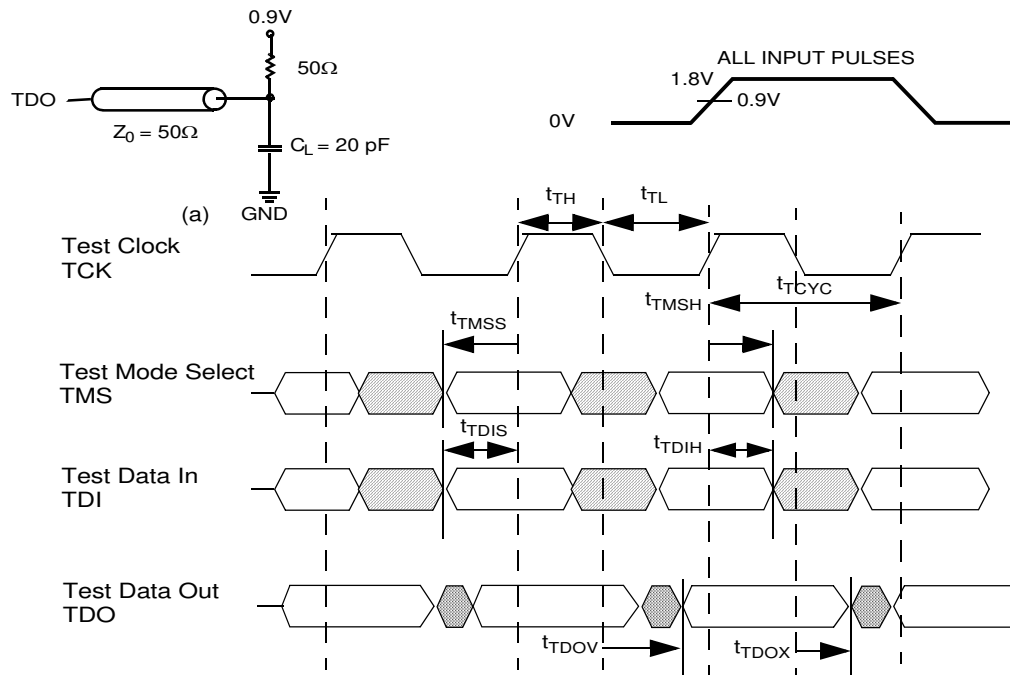 0.9V
50Ω
TDO
Z0 = 50Ω
CL = 20 pF
(a)
GND
ALL INPUT PULSES
1.8V
0.9V
0V
tTH
tTL
Test Clock
TCK
tTCYC
tTMSH
tTMSS
Test Mode Select
TMS
tTDIS
tTDIH
Test Data In
TDI
Test Data Out
TDO
tTDOV
tTDOX